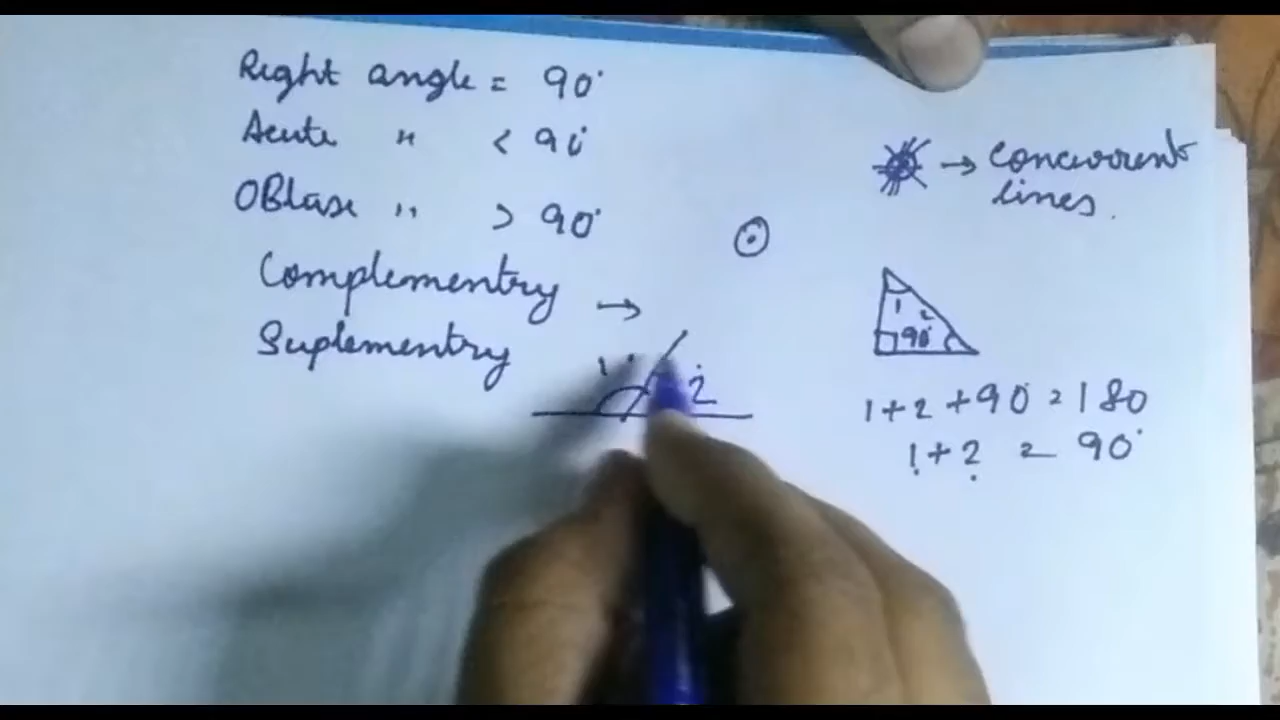 Right angle = 90°
Acute " < 90°
OBlase " > 90°
Complementry →
Suplementry
1 2
→ concurrent
lines.
1 2
90°
1+2+90=180
1+2 = 90°